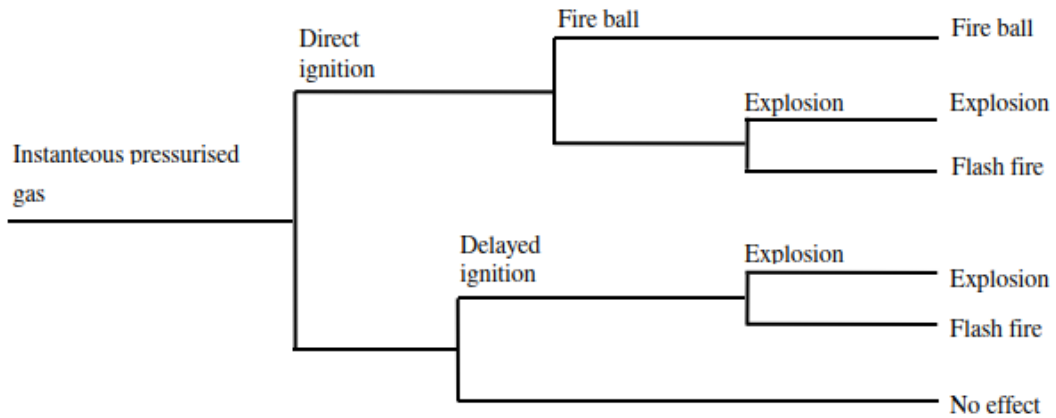 Fire ball
Fire ball
Direct
ignition
Explosion
Explosion
Instanteous pressurised
gas
Flash fire
Delayed
ignition
Explosion
Explosion
Flash fire
No effect